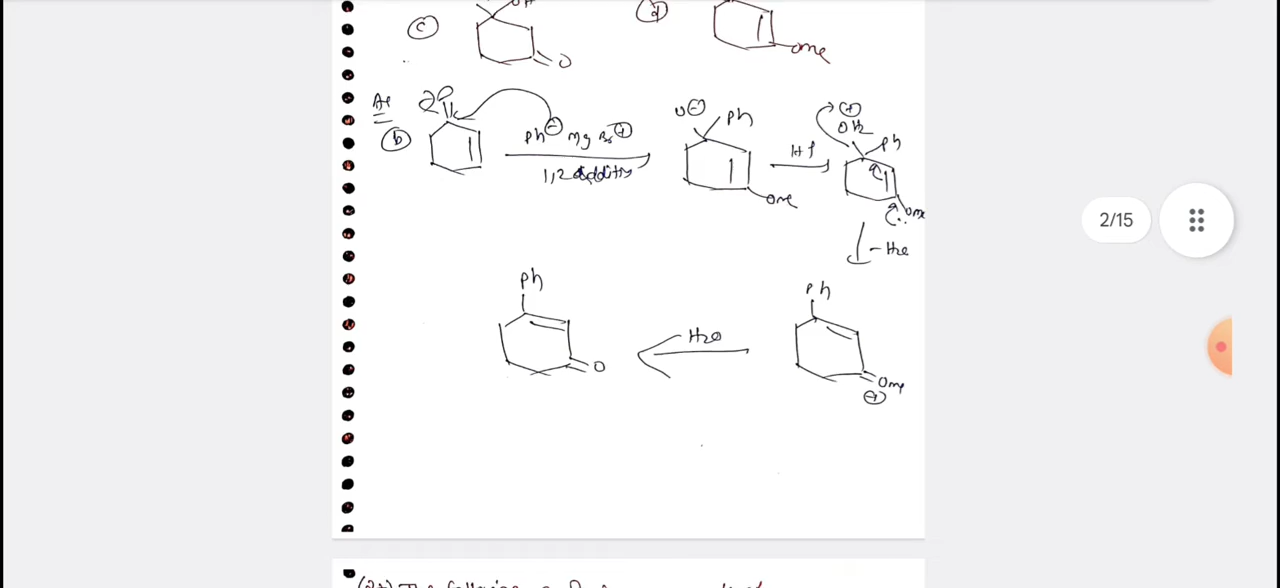 OH
(c)
O
(d)
ome
(b)
O
Ph⊖ Mg Br⊕
1,2 addition
O⊖
Ph
ome
H⊕
⊕
OH2
Ph
ome
-H2O
Ph
O
H2O
Ph
Ome
⊕
2/15